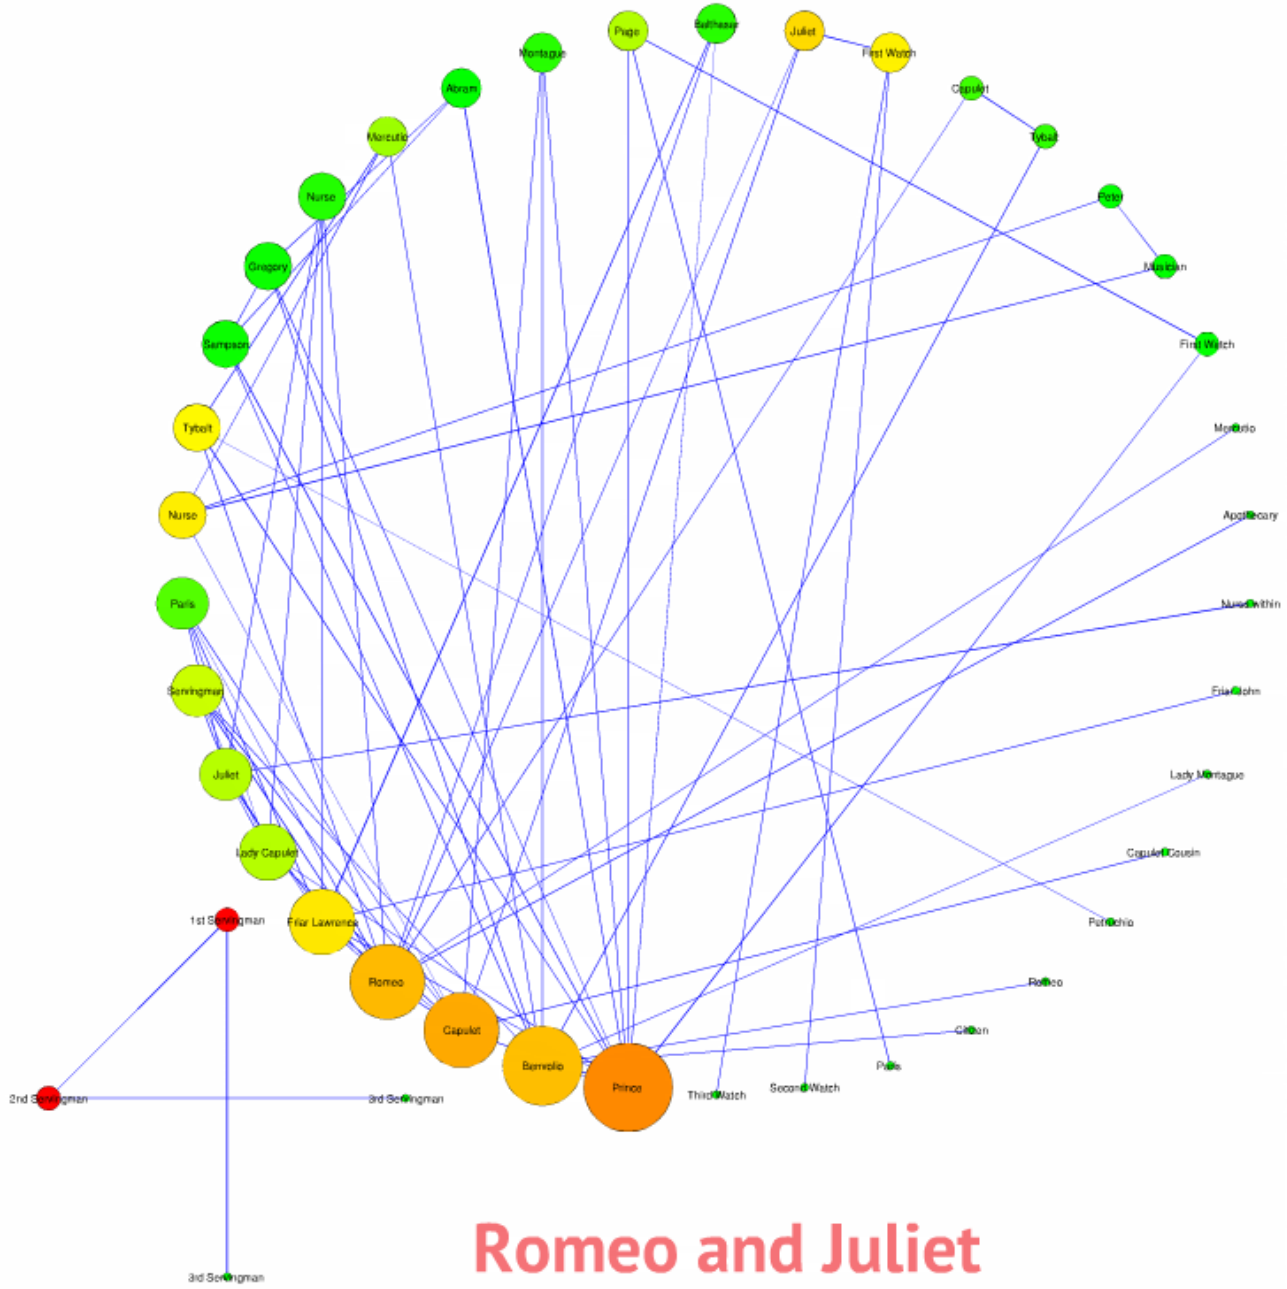 Page
Balthasar
Juliet
First Watch
Montague
Abram
Capulet
Mercutio
Tybalt
Nurse
Peter
Gregory
Musician
Sampson
First Watch
Tybalt
Mercutio
Nurse
Apothecary
Paris
Nurse within
Servingman
Friar John
Juliet
Lady Montague
Lady Capulet
Capulet Cousin
1st Servingman
Friar Lawrence
Petruchio
Romeo
Romeo
Capulet
Citizen
Benvolio
Paris
Prince
Third Watch
Second Watch
2nd Servingman
3rd Servingman
3rd Servingman
Romeo and Juliet